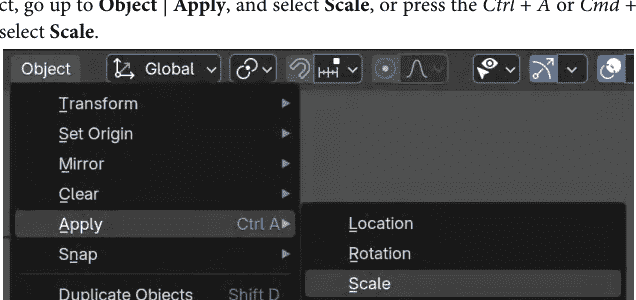 ct, go up to Object | Apply, and select Scale, or press the Ctrl + A or Cmd +
select Scale.
Object Global
Transform
Set Origin
Mirror
Clear
Apply Ctrl A
Location
Snap
Rotation
Scale
Duplicate Objects Shift D